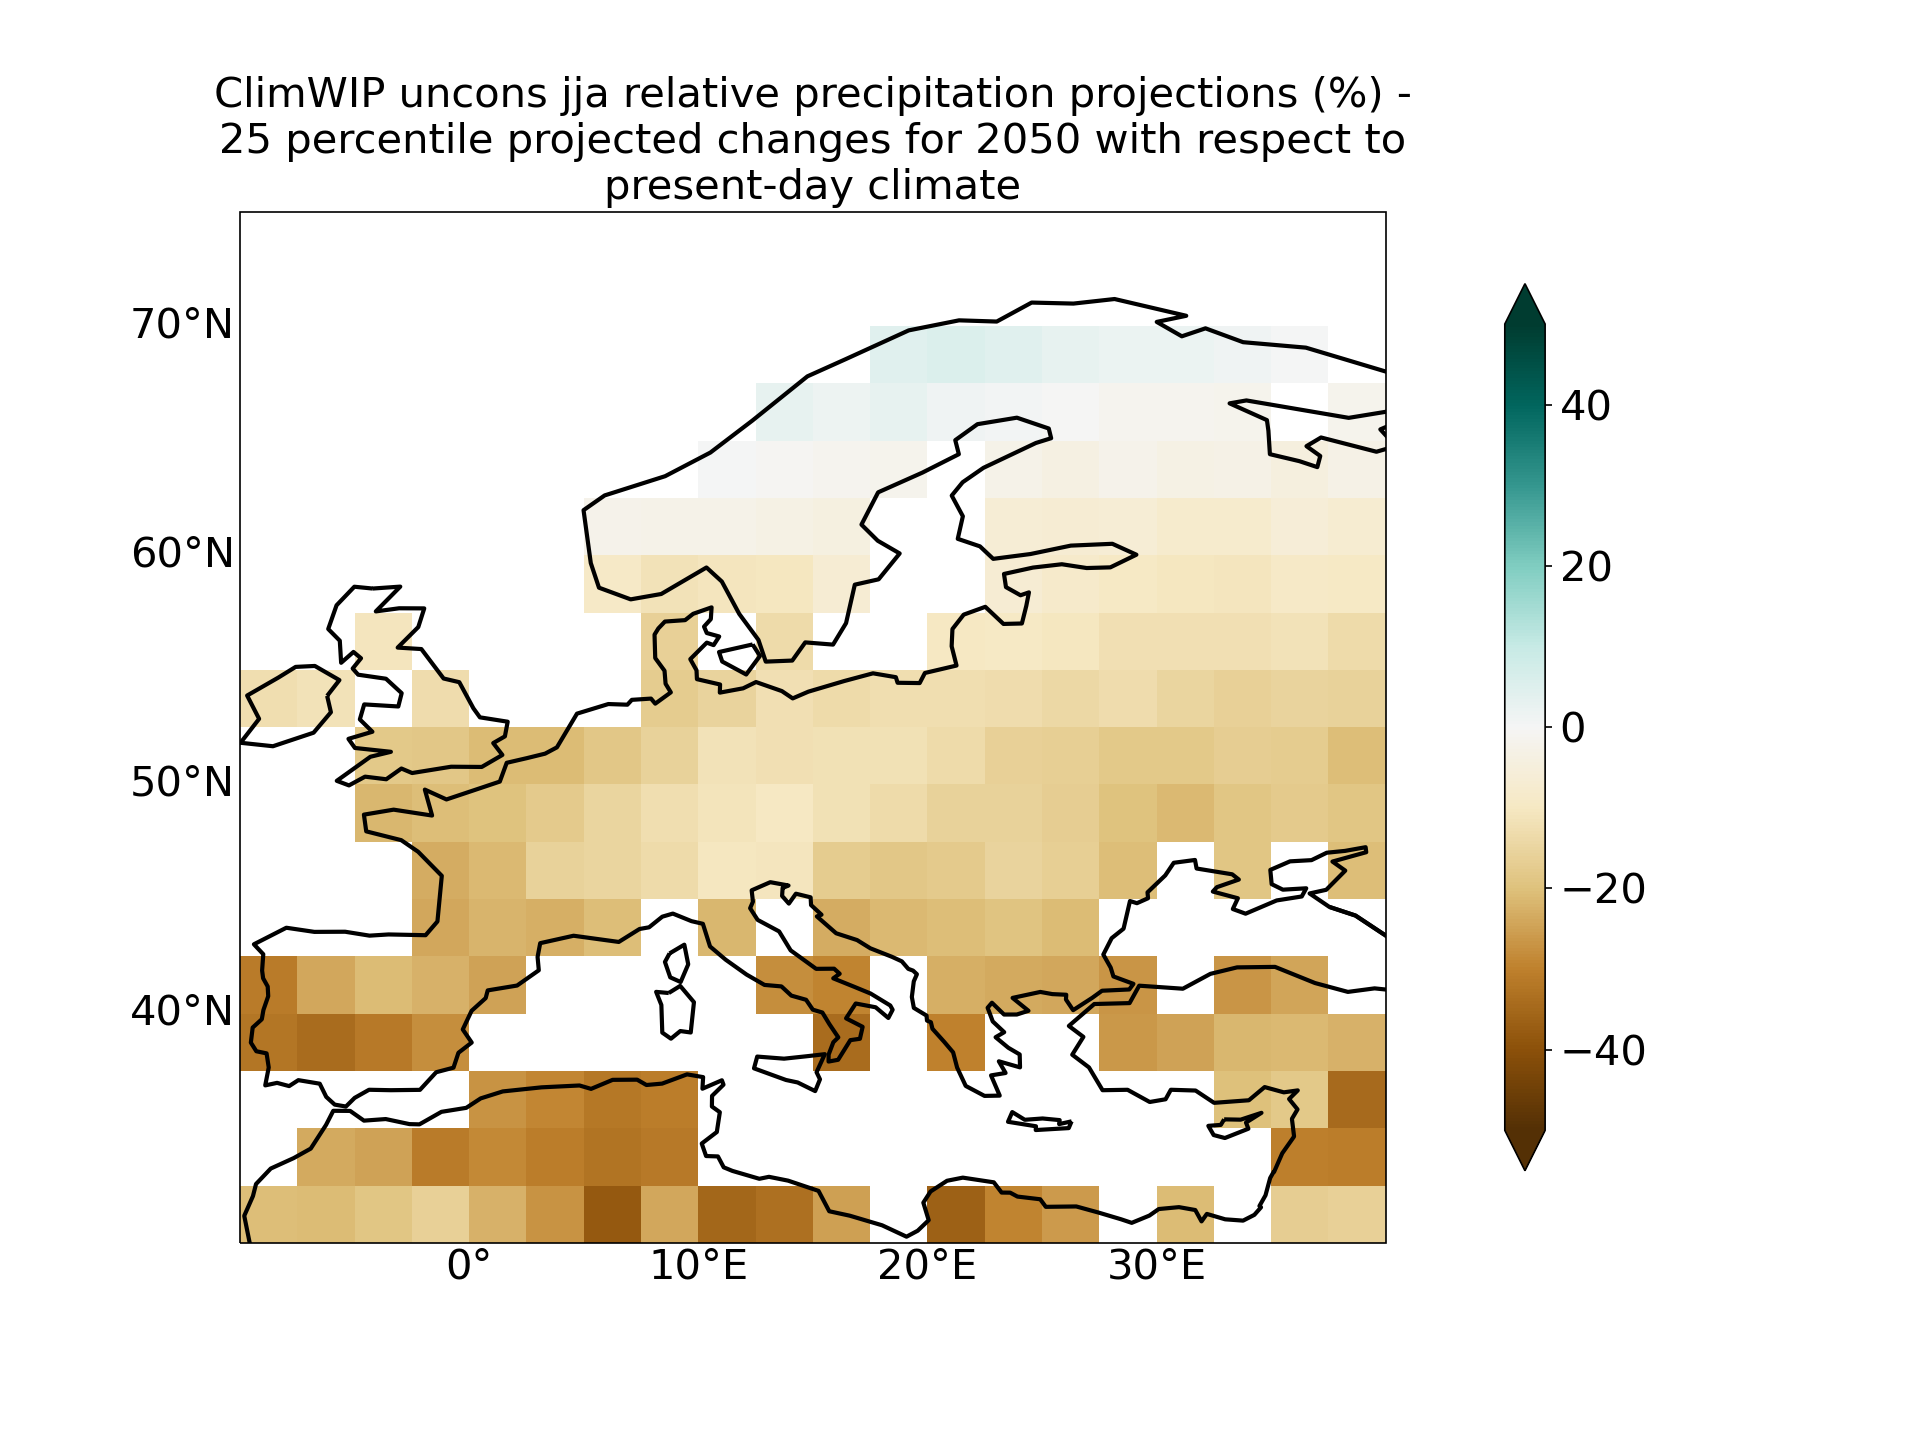 ClimWIP uncons jja relative precipitation projections (%) -
25 percentile projected changes for 2050 with respect to
present-day climate
70°N
60°N
50°N
40°N
0°
10°E
20°E
30°E
40
20
0
−20
−40